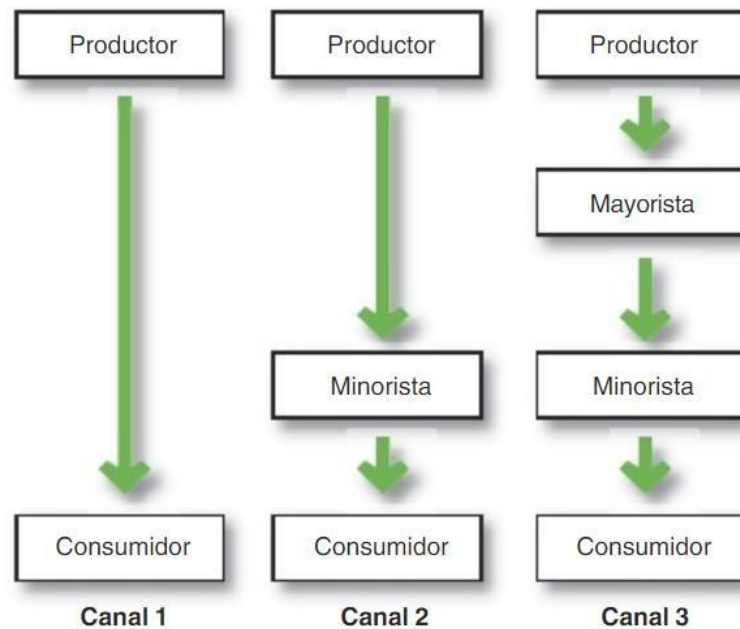 Productor Productor Productor
Mayorista
Minorista Minorista
Consumidor Consumidor Consumidor
Canal 1 Canal 2 Canal 3